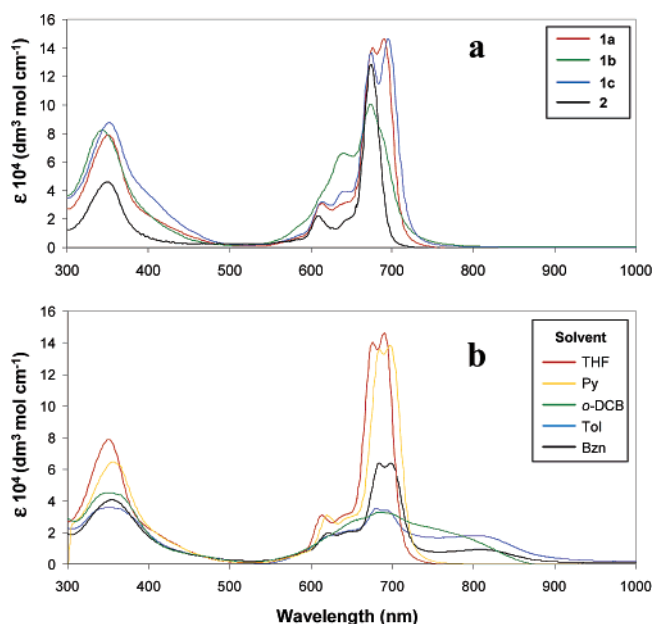 16
14
12
10
8
6
4
2
0
ε 10⁴ (dm³ mol cm⁻¹)
a
1a
1b
1c
2
300 400 500 600 700 800 900 1000
16
14
12
10
8
6
4
2
0
ε 10⁴ (dm³ mol cm⁻¹)
b
Solvent
THF
Py
o-DCB
Tol
Bzn
300 400 500 600 700 800 900 1000
Wavelength (nm)